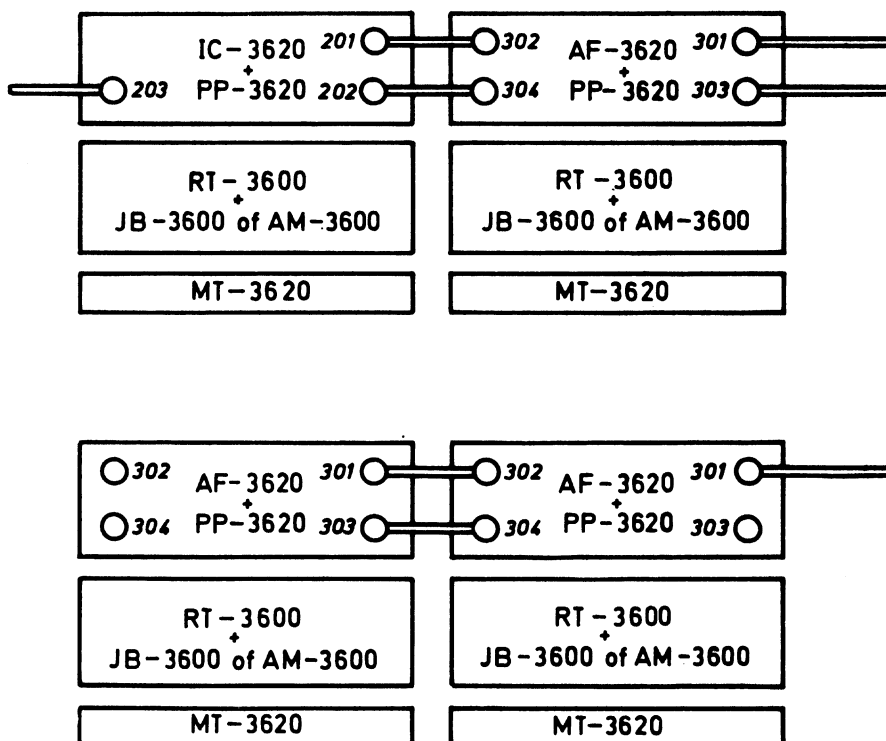 IC-3620 201 302 AF-3620 301
+ +
203 PP-3620 202 304 PP-3620 303
RT-3600 RT-3600
+ +
JB-3600 of AM-3600 JB-3600 of AM-3600
MT-3620 MT-3620
302 AF-3620 301 302 AF-3620 301
+ +
304 PP-3620 303 304 PP-3620 303
RT-3600 RT-3600
+ +
JB-3600 of AM-3600 JB-3600 of AM-3600
MT-3620 MT-3620